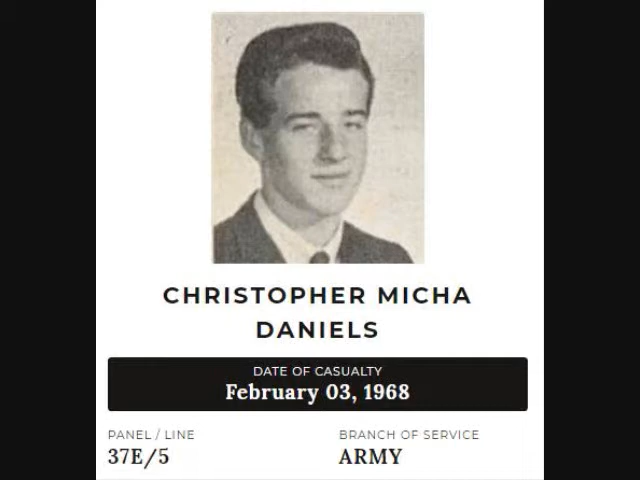 CHRISTOPHER MICHA
DANIELS
DATE OF CASUALTY
February 03, 1968
PANEL / LINE
37E/5
BRANCH OF SERVICE
ARMY